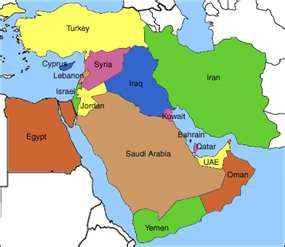 Turkey
Cyprus
Syria
Lebanon
Iraq
Iran
Israel
Jordan
Kuwait
Egypt
Bahrain
Qatar
Saudi Arabia
UAE
Oman
Yemen